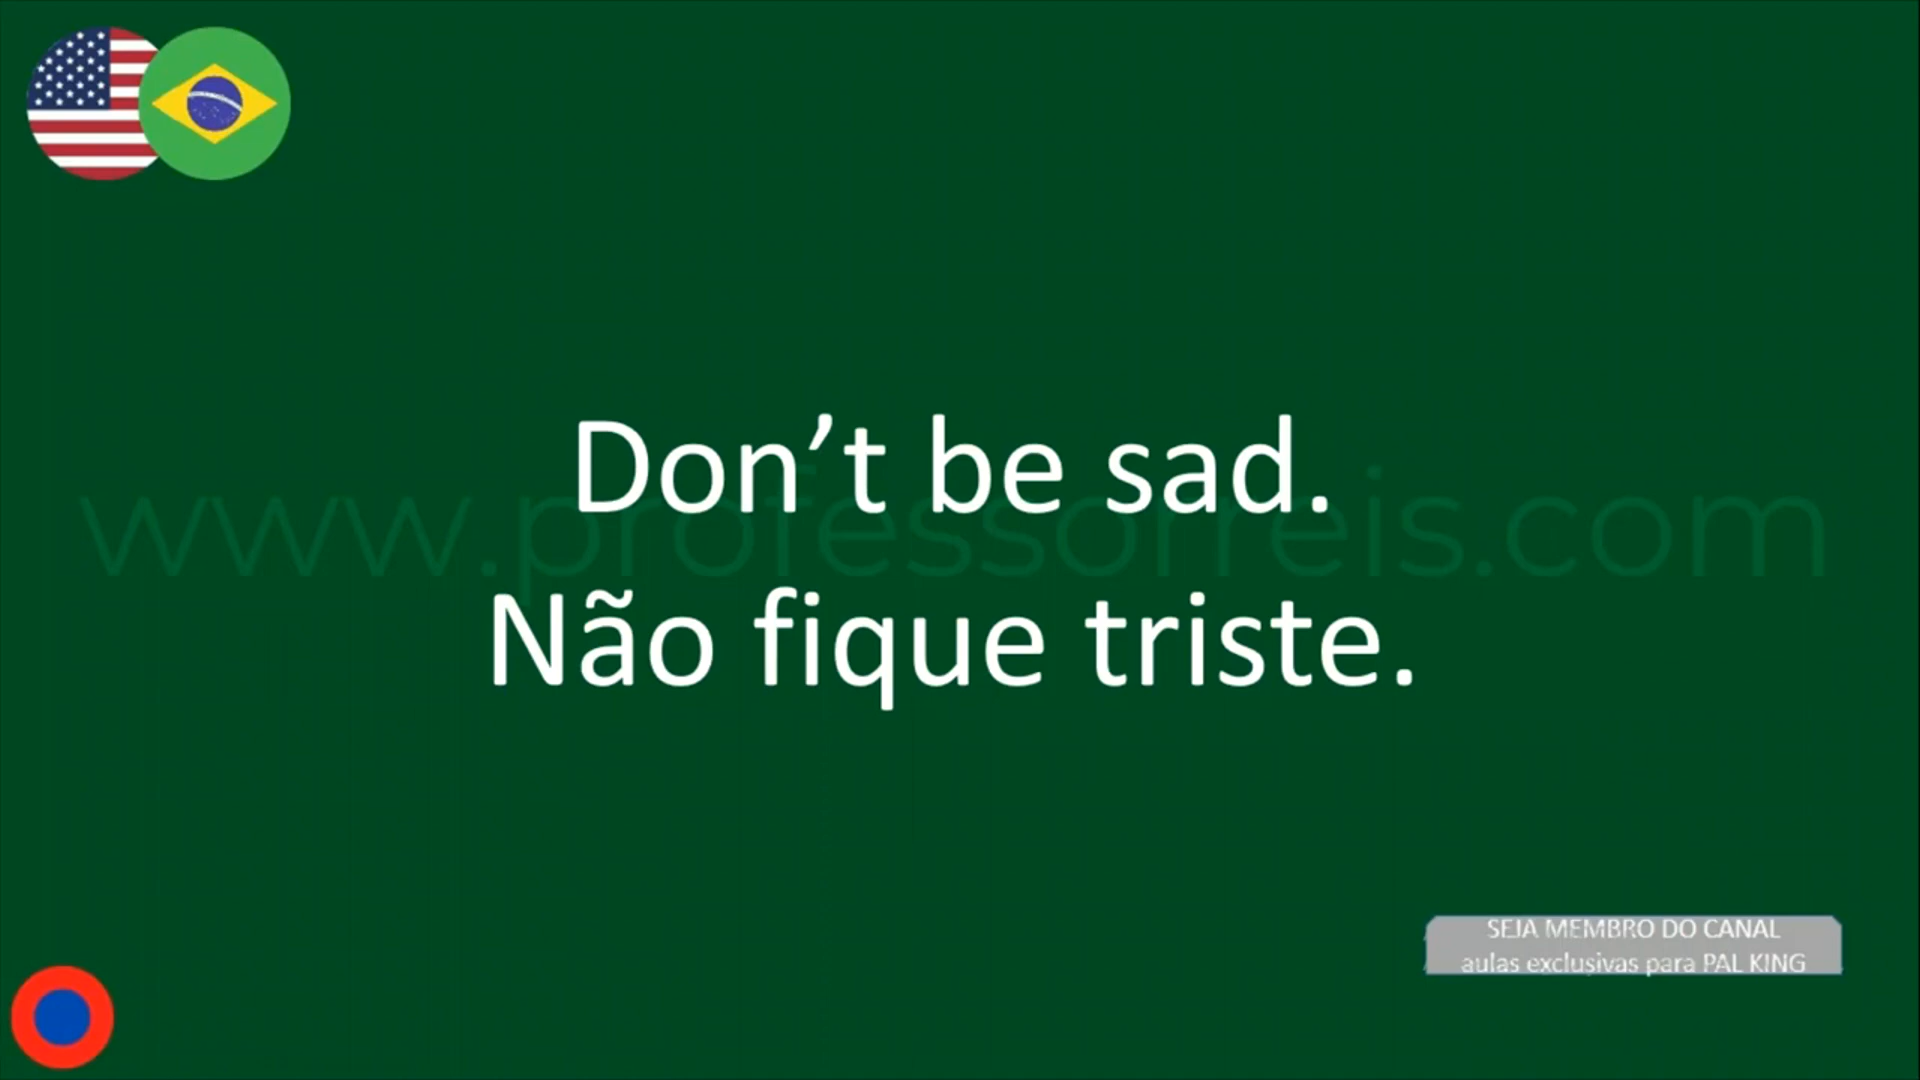 Don’t be sad.
www.professorreis.com
Não fique triste.
SEJA MEMBRO DO CANAL
aulas exclusivas para PAL KING